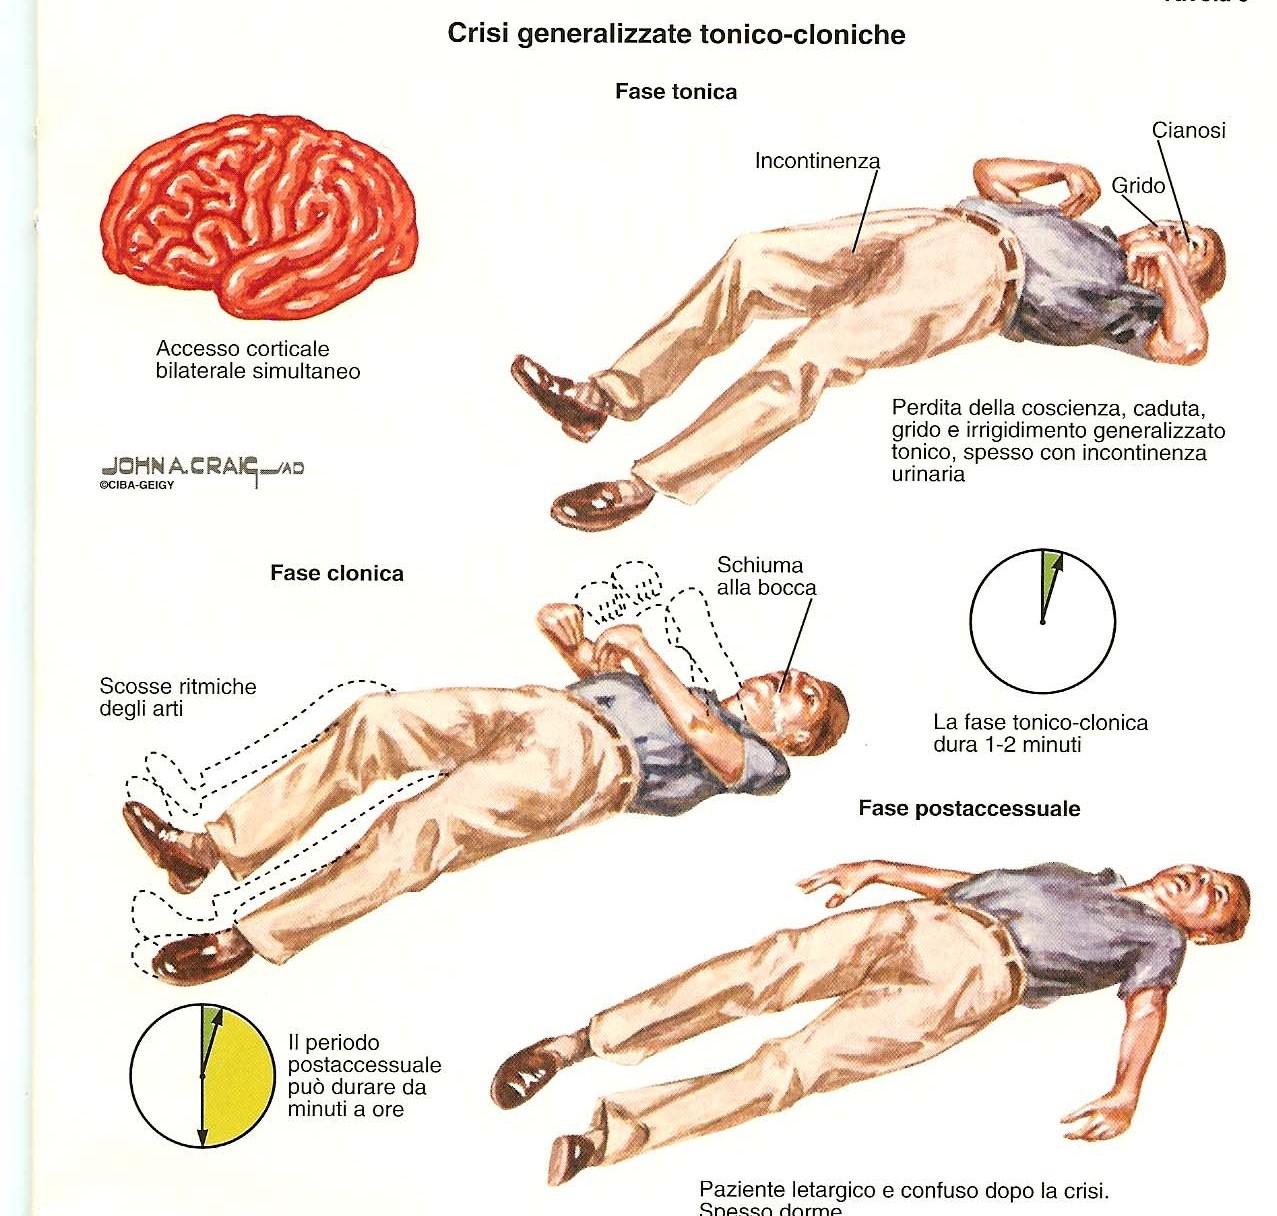 Crisi generalizzate tonico-cloniche
Fase tonica
Cianosi
Incontinenza
Grido
Accesso corticale
bilaterale simultaneo
Perdita della coscienza, caduta,
grido e irrigidimento generalizzato
tonico, spesso con incontinenza
urinaria
JOHN A. CRAIG AD
©CIBA-GEIGY
Fase clonica
Schiuma
alla bocca
Scosse ritmiche
degli arti
La fase tonico-clonica
dura 1-2 minuti
Fase postaccessuale
Il periodo
postaccessuale
può durare da
minuti a ore
Paziente letargico e confuso dopo la crisi.
Spesso dorme